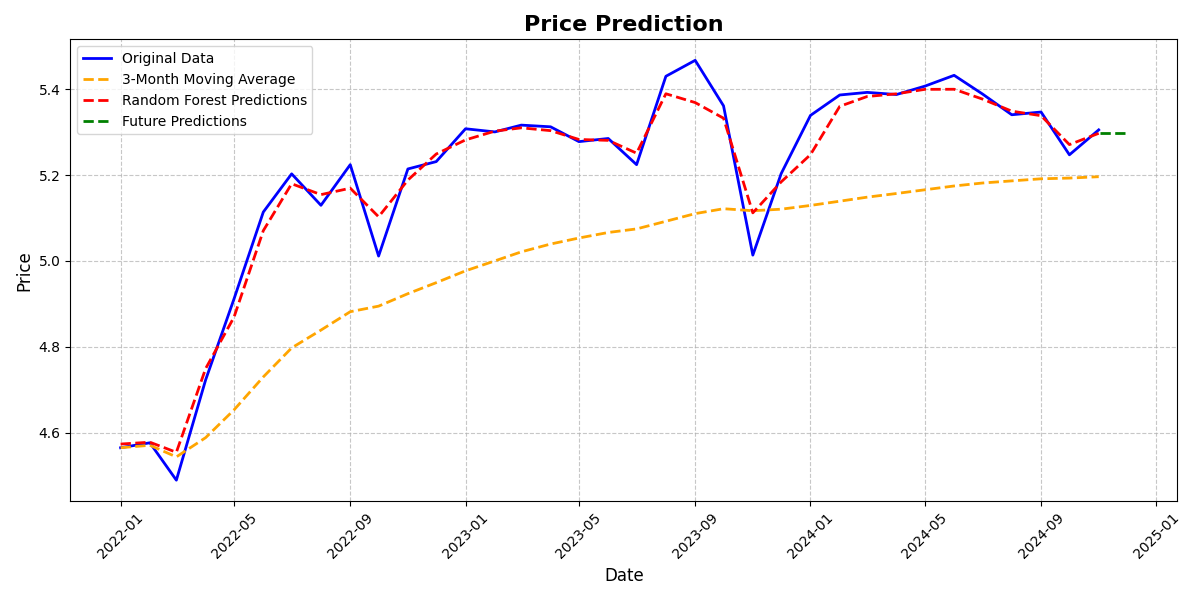 Price Prediction
Original Data
3-Month Moving Average
Random Forest Predictions
Future Predictions
Price
5.4
5.2
5.0
4.8
4.6
2022-01
2022-05
2022-09
2023-01
2023-05
2023-09
2024-01
2024-05
2024-09
2025-01
Date